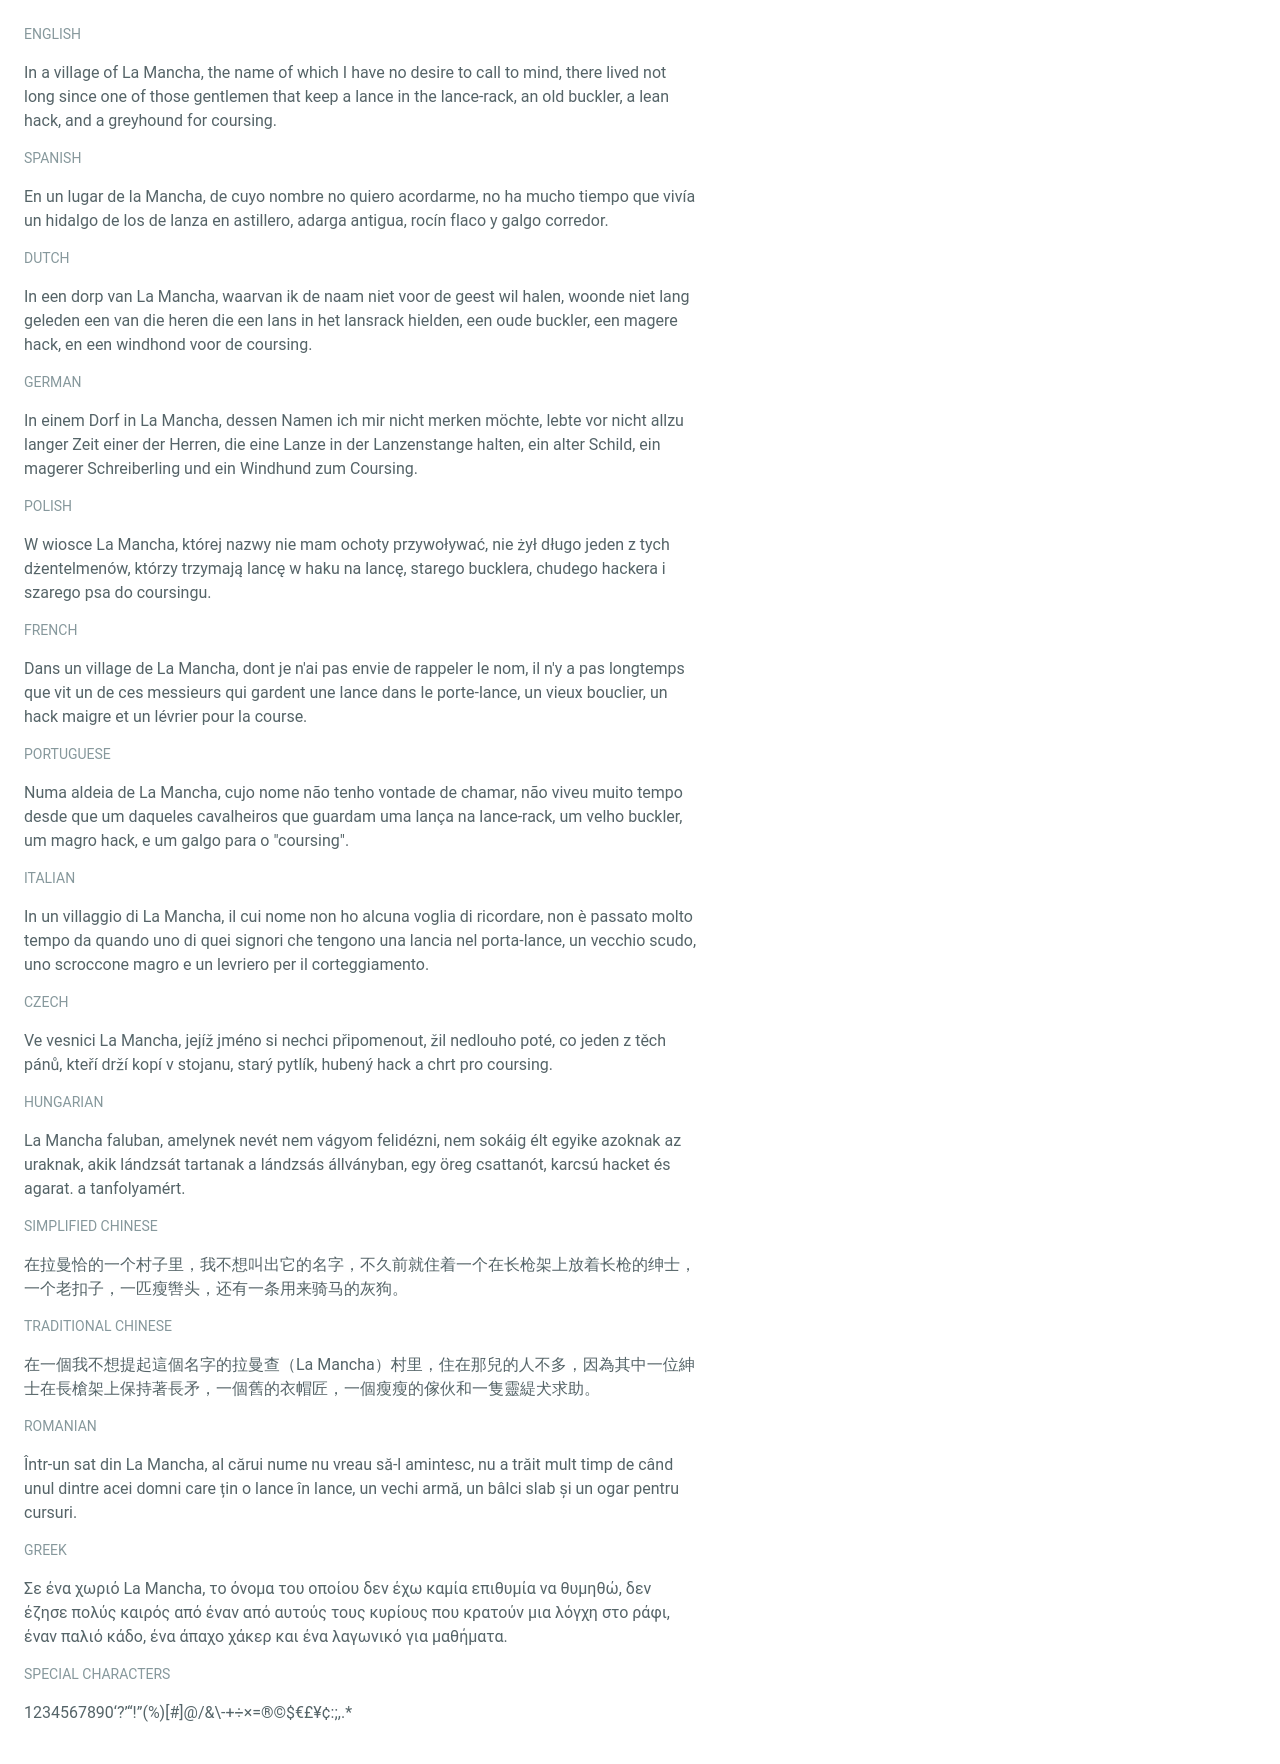 ENGLISH
In a village of La Mancha, the name of which I have no desire to call to mind, there lived not
long since one of those gentlemen that keep a lance in the lance-rack, an old buckler, a lean
hack, and a greyhound for coursing.
SPANISH
En un lugar de la Mancha, de cuyo nombre no quiero acordarme, no ha mucho tiempo que vivía
un hidalgo de los de lanza en astillero, adarga antigua, rocín flaco y galgo corredor.
DUTCH
In een dorp van La Mancha, waarvan ik de naam niet voor de geest wil halen, woonde niet lang
geleden een van die heren die een lans in het lansrack hielden, een oude buckler, een magere
hack, en een windhond voor de coursing.
GERMAN
In einem Dorf in La Mancha, dessen Namen ich mir nicht merken möchte, lebte vor nicht allzu
langer Zeit einer der Herren, die eine Lanze in der Lanzenstange halten, ein alter Schild, ein
magerer Schreiberling und ein Windhund zum Coursing.
POLISH
W wiosce La Mancha, której nazwy nie mam ochoty przywoływać, nie żył długo jeden z tych
dżentelmenów, którzy trzymają lancę w haku na lancę, starego bucklera, chudego hackera i
szarego psa do coursingu.
FRENCH
Dans un village de La Mancha, dont je n'ai pas envie de rappeler le nom, il n'y a pas longtemps
que vit un de ces messieurs qui gardent une lance dans le porte-lance, un vieux bouclier, un
hack maigre et un lévrier pour la course.
PORTUGUESE
Numa aldeia de La Mancha, cujo nome não tenho vontade de chamar, não viveu muito tempo
desde que um daqueles cavalheiros que guardam uma lança na lance-rack, um velho buckler,
um magro hack, e um galgo para o "coursing".
ITALIAN
In un villaggio di La Mancha, il cui nome non ho alcuna voglia di ricordare, non è passato molto
tempo da quando uno di quei signori che tengono una lancia nel porta-lance, un vecchio scudo,
uno scroccone magro e un levriero per il corteggiamento.
CZECH
Ve vesnici La Mancha, jejíž jméno si nechci připomenout, žil nedlouho poté, co jeden z těch
pánů, kteří drží kopí v stojanu, starý pytlík, hubený hack a chrt pro coursing.
HUNGARIAN
La Mancha faluban, amelynek nevét nem vágyom felidézni, nem sokáig élt egyike azoknak az
uraknak, akik lándzsát tartanak a lándzsás állványban, egy öreg csattanót, karcsú hacket és
agarat. a tanfolyamért.
SIMPLIFIED CHINESE
在拉曼恰的一个村子里，我不想叫出它的名字，不久前就住着一个在长枪架上放着长枪的绅士，
一个老扣子，一匹瘦辔头，还有一条用来骑马的灰狗。
TRADITIONAL CHINESE
在一個我不想提起這個名字的拉曼查（La Mancha）村里，住在那兒的人不多，因為其中一位紳
士在長槍架上保持著長矛，一個舊的衣帽匠，一個瘦瘦的傢伙和一隻靈緹犬求助。
ROMANIAN
Într-un sat din La Mancha, al cărui nume nu vreau să-l amintesc, nu a trăit mult timp de când
unul dintre acei domni care țin o lance în lance, un vechi armă, un bâlci slab și un ogar pentru
cursuri.
GREEK
Σε ένα χωριό La Mancha, το όνομα του οποίου δεν έχω καμία επιθυμία να θυμηθώ, δεν
έζησε πολύς καιρός από έναν από αυτούς τους κυρίους που κρατούν μια λόγχη στο ράφι,
έναν παλιό κάδο, ένα άπαχο χάκερ και ένα λαγωνικό για μαθήματα.
SPECIAL CHARACTERS
1234567890‘?’“!”(%)[#]@/&\-+÷×=®©$€£¥¢:;,.*